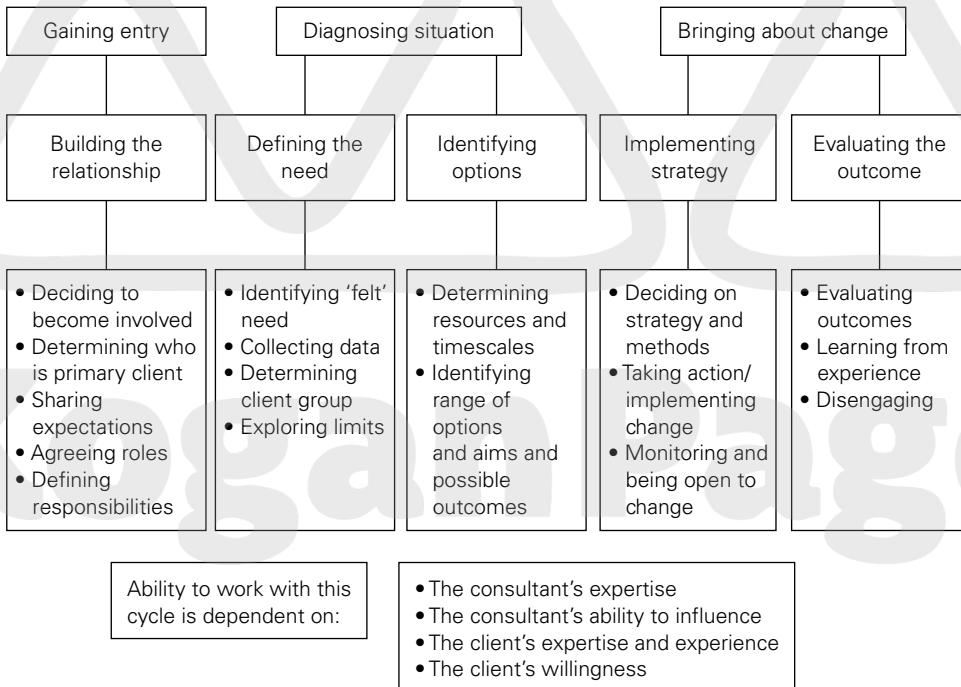 Gaining entry
Diagnosing situation
Bringing about change
Building the
relationship
Defining the
need
Identifying
options
Implementing
strategy
Evaluating the
outcome
• Deciding to
become involved
• Determining who
is primary client
• Sharing
expectations
• Agreeing roles
• Defining
responsibilities
• Identifying ‘felt’
need
• Collecting data
• Determining
client group
• Exploring limits
• Determining
resources and
timescales
• Identifying
range of
options
and aims and
possible
outcomes
• Deciding on
strategy and
methods
• Taking action/
implementing
change
• Monitoring and
being open to
change
• Evaluating
outcomes
• Learning from
experience
• Disengaging
Ability to work with this
cycle is dependent on:
• The consultant’s expertise
• The consultant’s ability to influence
• The client’s expertise and experience
• The client’s willingness
KoganPage